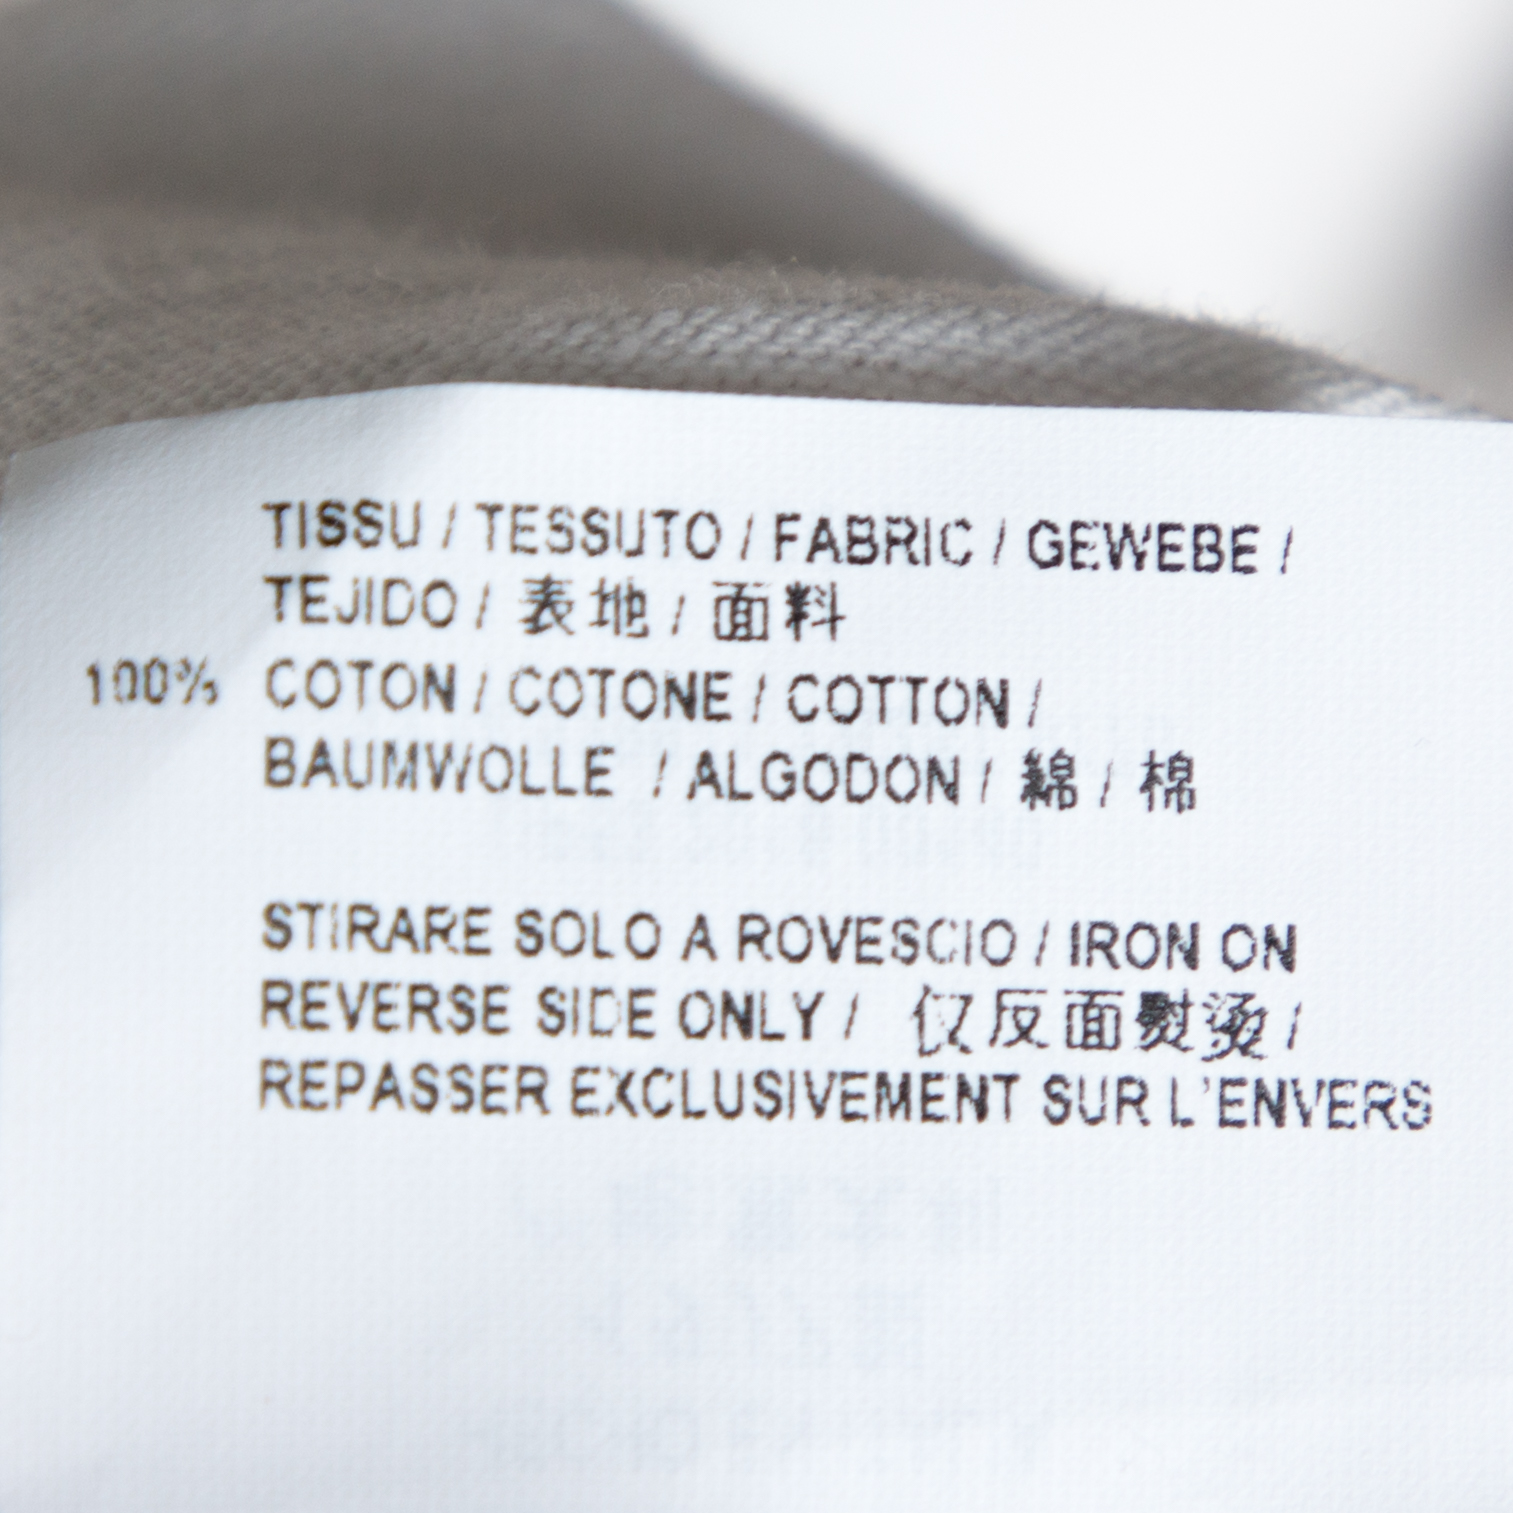 TISSU / TESSUTO / FABRIC / GEWEBE /
TEJIDO / 表地 / 面料
100% COTON / COTONE / COTTON /
BAUMWOLLE / ALGODON / 綿 / 棉
STIRARE SOLO A ROVESCIO / IRON ON
REVERSE SIDE ONLY / 仅反面熨烫 /
REPASSER EXCLUSIVEMENT SUR L'ENVERS